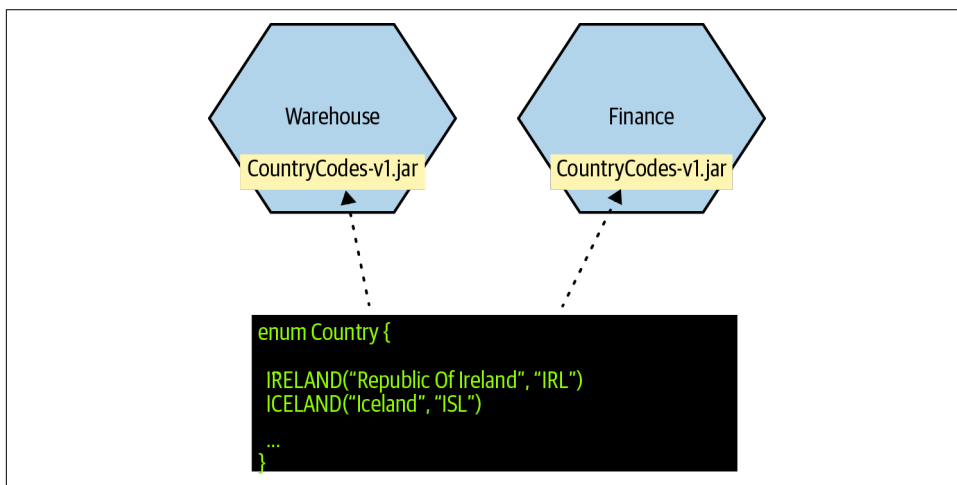 Warehouse
Finance
CountryCodes-v1.jar
CountryCodes-v1.jar
enum Country {
IRELAND(“Republic Of Ireland”, “IRL”)
ICELAND(“Iceland”, “ISL”)
...
}